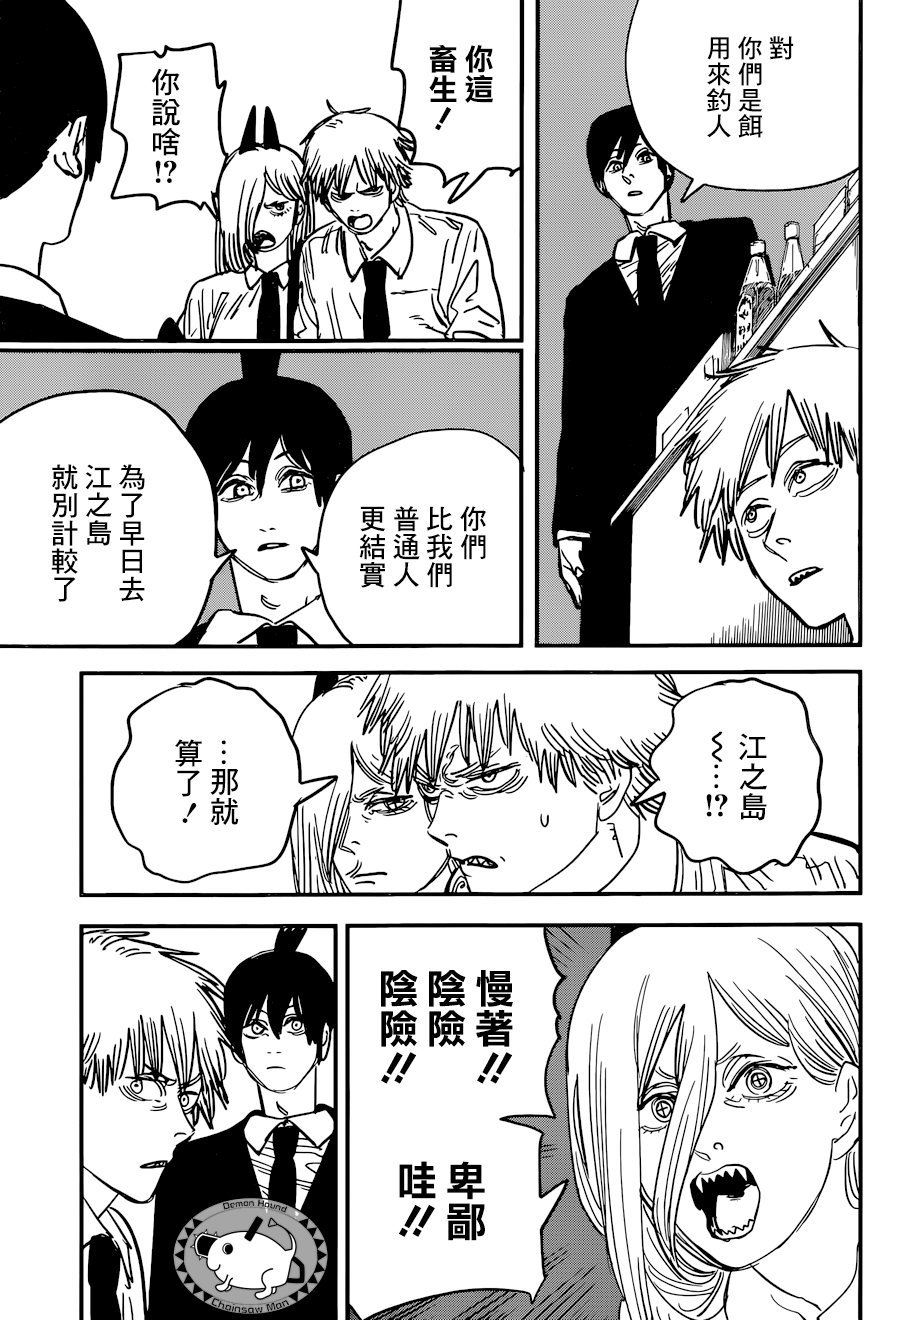 對
你們是餌
用來釣人
你這
畜生！
你說啥！？
你們
比我們
普通人
更結實
為了早日去
江之島
就別計較了
江之島
～…！？
…那就
算了！
慢著！！
陰險
陰險！！
卑鄙
哇！！
Demon Hound
Chainsaw Man